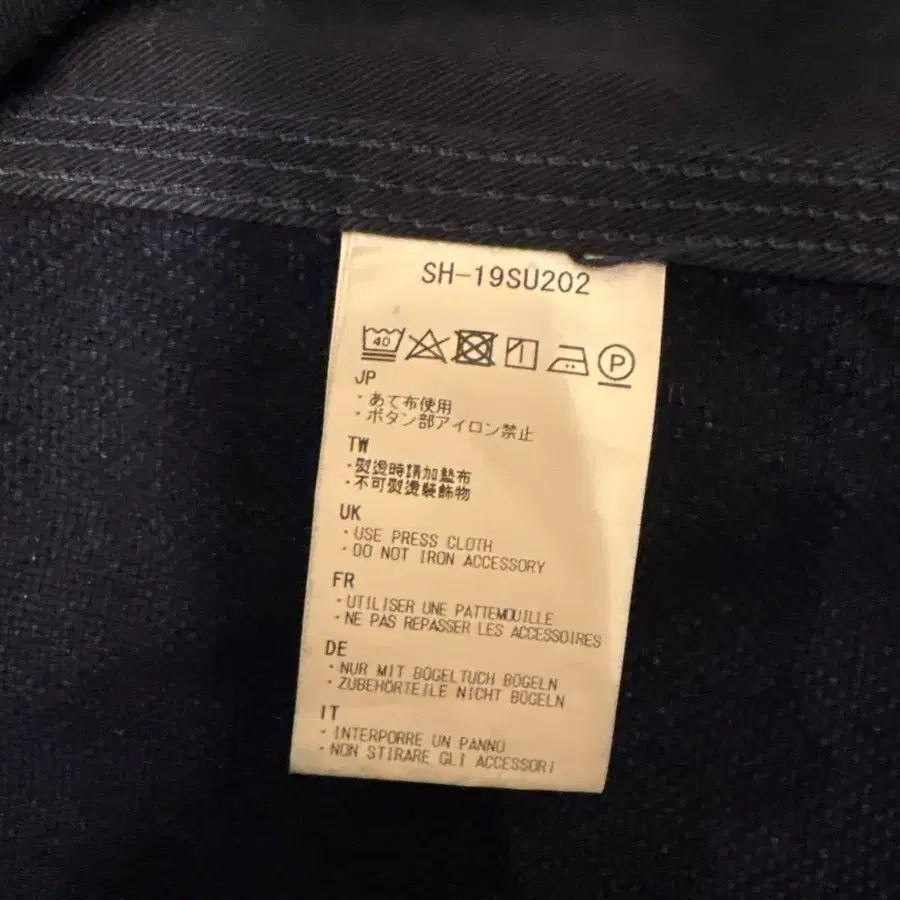 SH-19SU202
40 P
JP
・あて布使用
・ボタン部アイロン禁止
TW
・熨燙時請加墊布
・不可熨燙裝飾物
UK
・USE PRESS CLOTH
・DO NOT IRON ACCESSORY
FR
・UTILISER UNE PATTEMOUILLE
・NE PAS REPASSER LES ACCESSOIRES
DE
・NUR MIT BÜGELTUCH BÜGELN
・ZUBEHÖRTEILE NICHT BÜGELN
IT
・INTERPORRE UN PANNO
・NON STIRARE GLI ACCESSORI